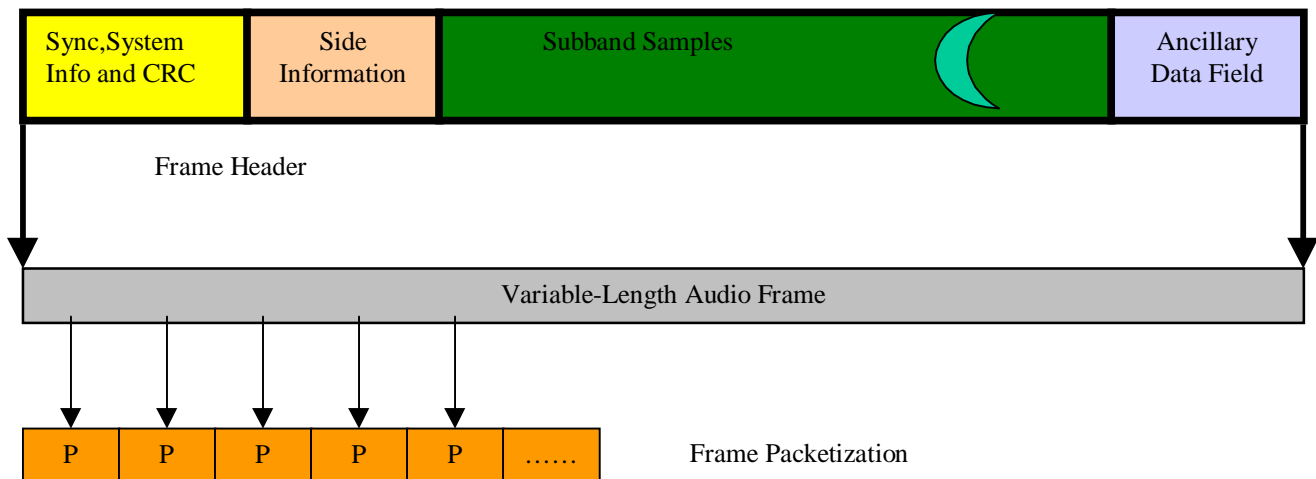 Sync,System
Info and CRC
Side
Information
Subband Samples
Ancillary
Data Field
Frame Header
Variable-Length Audio Frame
P P P P P ......
Frame Packetization